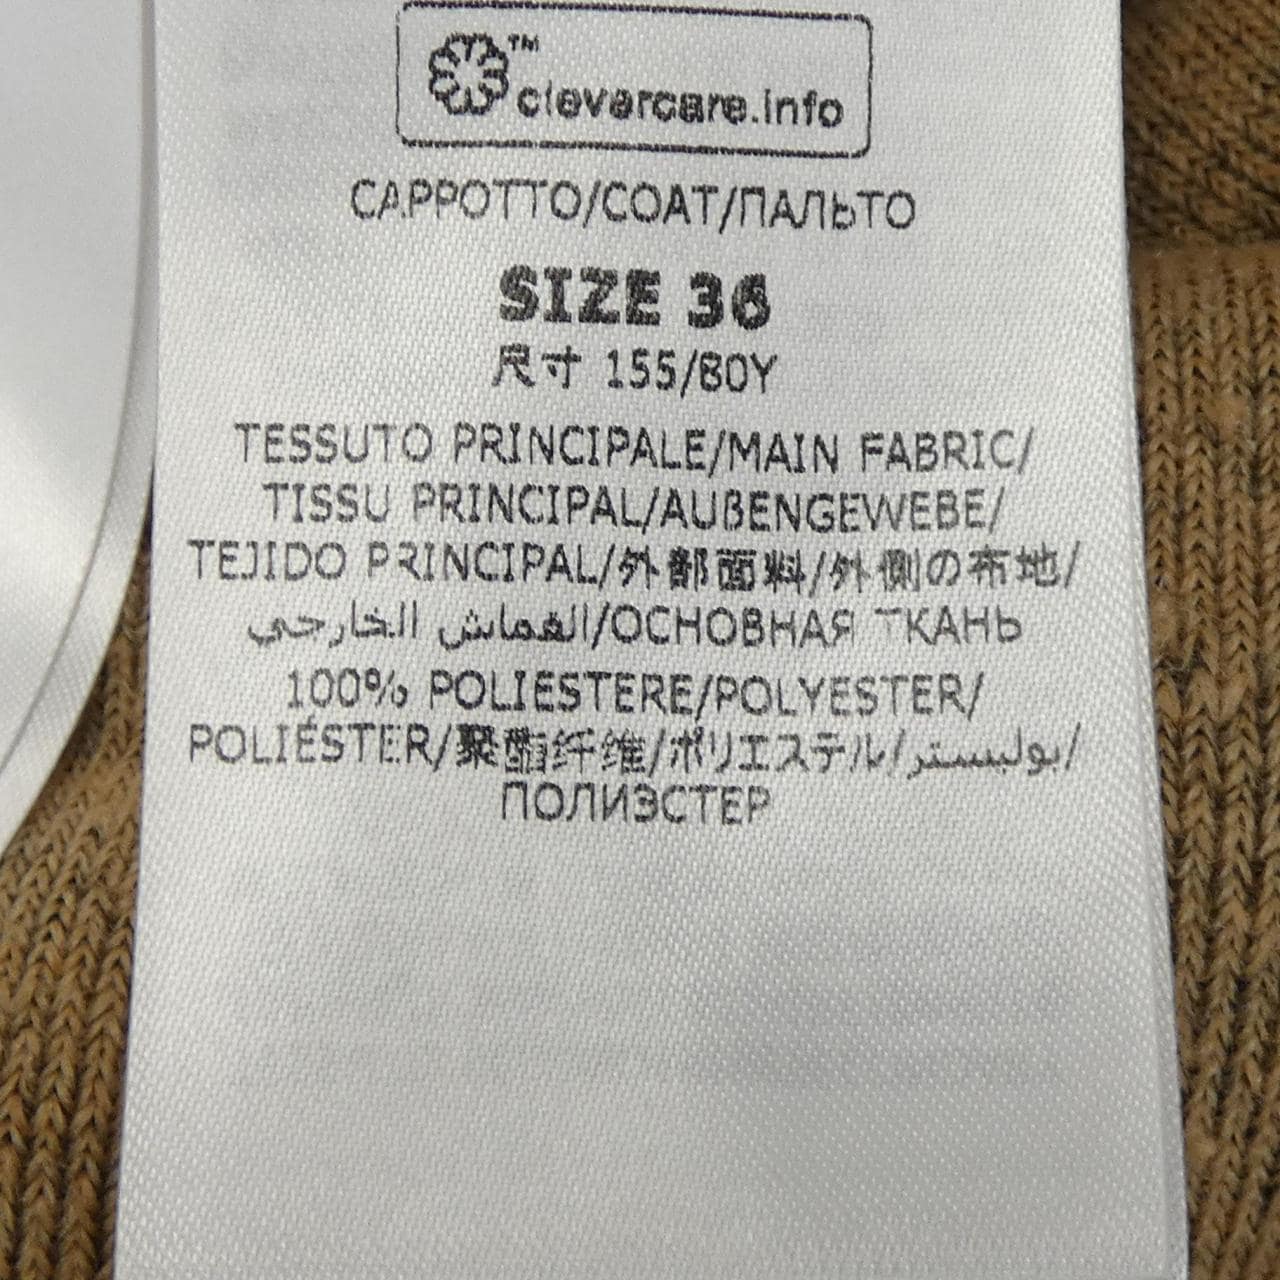 TM
clevercare.info
CAPPOTTO/COAT/ПАЛЬТО
SIZE 36
尺寸 155/80Y
TESSUTO PRINCIPALE/MAIN FABRIC/
TISSU PRINCIPAL/AUßENGEWEBE/
TEJIDO PRINCIPAL/外部面料/外側の布地/
القماش الخارجي/ОСНОВНАЯ ТКАНЬ
100% POLIESTERE/POLYESTER/
POLIÉSTER/聚酯纤维/ポリエステル/بوليستر/
ПОЛИЭСТЕР